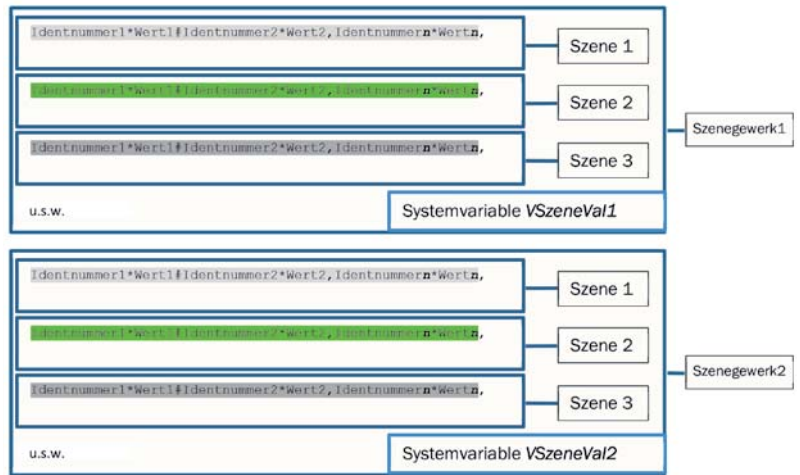 Identnummer1*Wert1#Identnummer2*Wert2,Identnummern*Wertn,
Szene 1
Identnummer1*Wert1#Identnummer2*Wert2,Identnummern*Wertn,
Szene 2
Identnummer1*Wert1#Identnummer2*Wert2,Identnummern*Wertn,
Szene 3
Szenegewerk1
u.s.w.
Systemvariable VSzeneVal1
Identnummer1*Wert1#Identnummer2*Wert2,Identnummern*Wertn,
Szene 1
Identnummer1*Wert1#Identnummer2*Wert2,Identnummern*Wertn,
Szene 2
Identnummer1*Wert1#Identnummer2*Wert2,Identnummern*Wertn,
Szene 3
Szenegewerk2
u.s.w.
Systemvariable VSzeneVal2